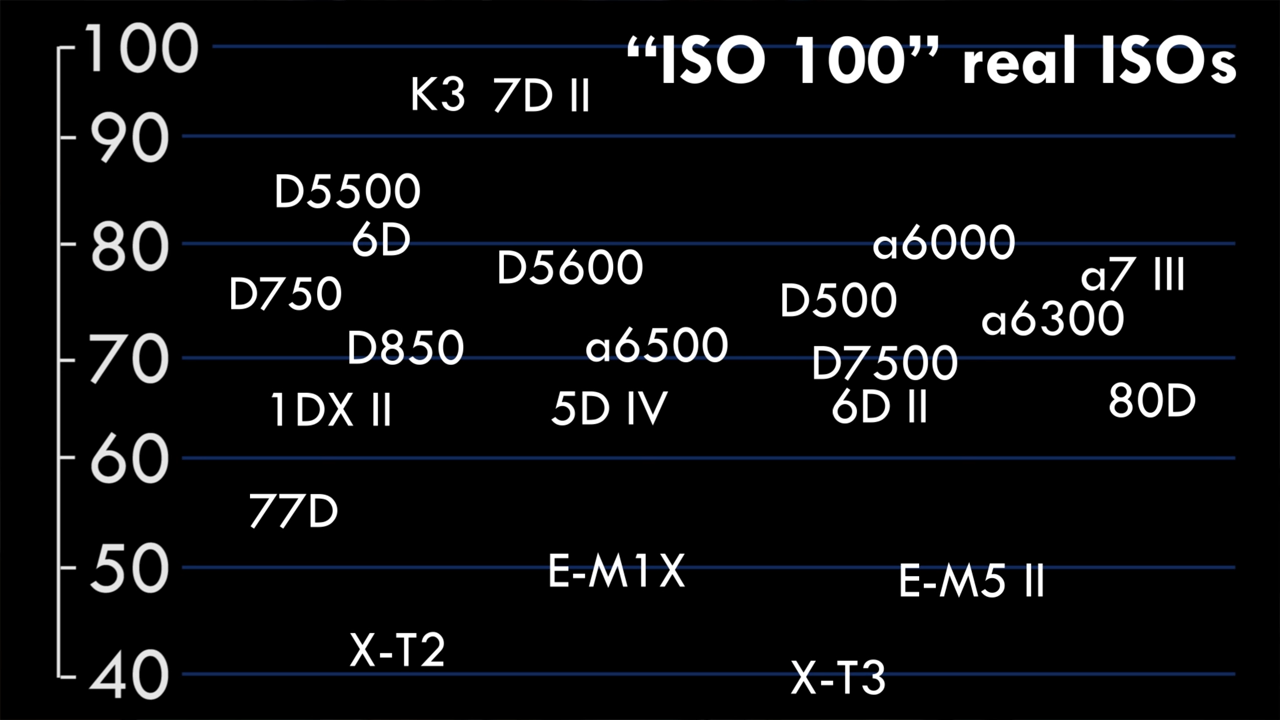 100
“ISO 100” real ISOs
K3 7D II
90
D5500
80
6D
a6000
D5600
a7 III
D750
D500
a6300
70
D850
a6500
D7500
1DX II
5D IV
6D II
80D
60
77D
50
E-M1X
E-M5 II
X-T2
40
X-T3